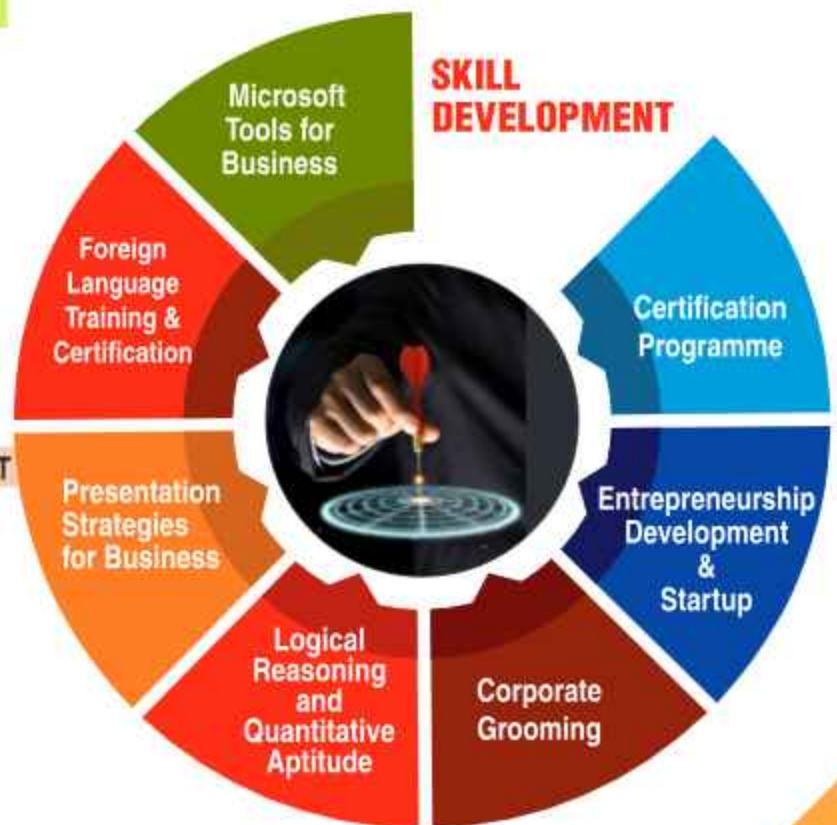 SKILL
DEVELOPMENT
Microsoft
Tools for
Business
Foreign
Language
Training &
Certification
Presentation
Strategies
for Business
Logical
Reasoning
and
Quantitative
Aptitude
Corporate
Grooming
Entrepreneurship
Development
&
Startup
Certification
Programme
T